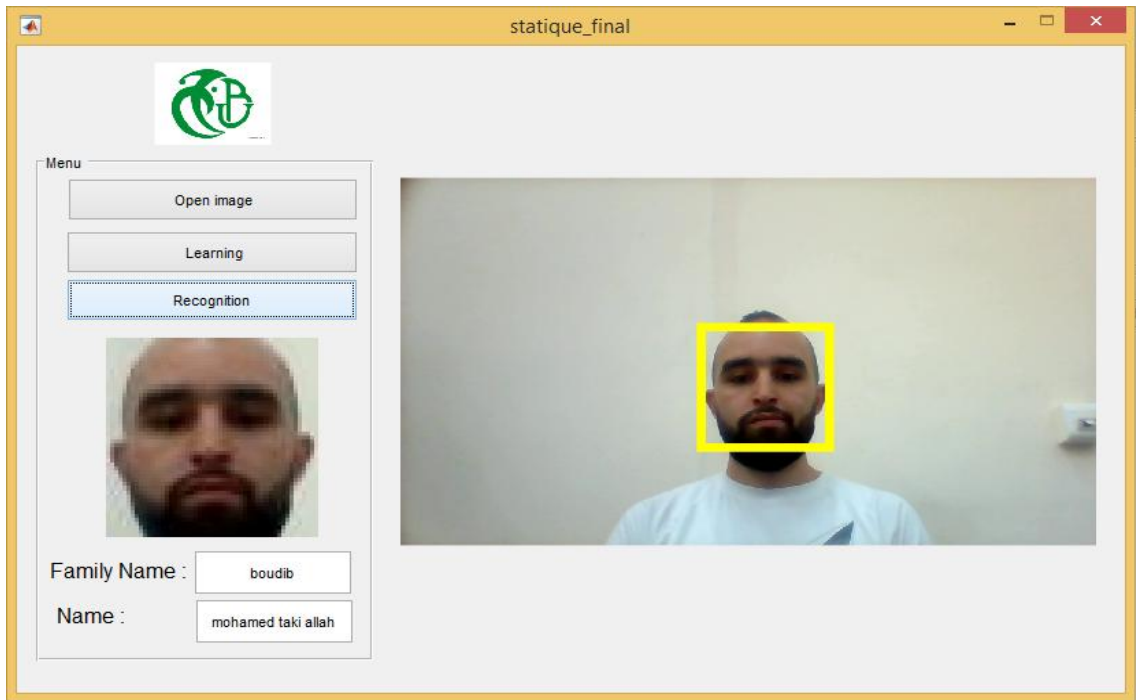 statique_final
Menu
Open image
Learning
Recognition
Family Name :
boudib
Name :
mohamed taki allah